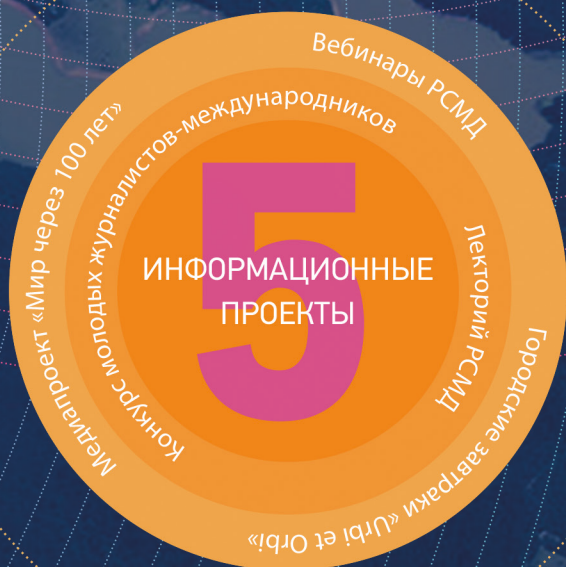 5
ИНФОРМАЦИОННЫЕ
ПРОЕКТЫ
Конкурс молодых журналистов-международников
Лекторий РСМД
Медиапроект «Мир через 100 лет»
Вебинары РСМД
Городские завтраки «Urbi et Orbi»